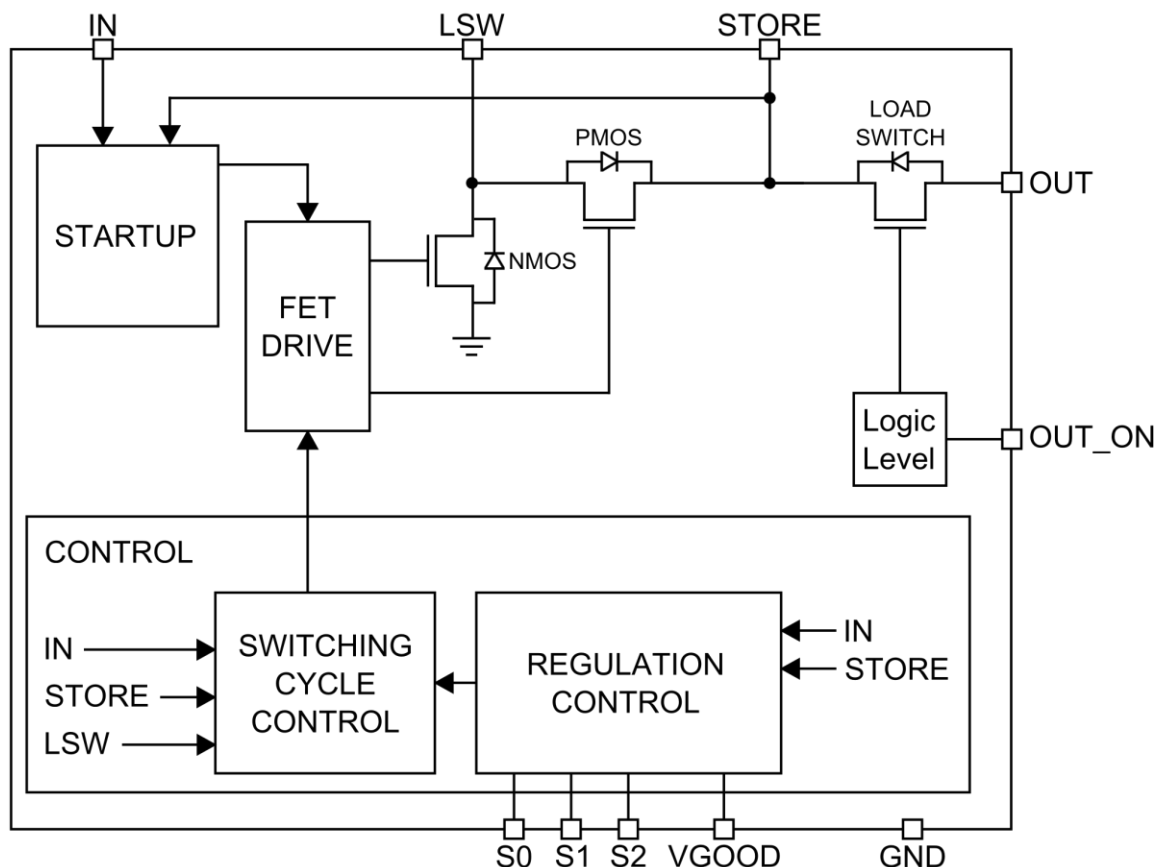 IN
LSW
STORE
PMOS
LOAD
SWITCH
OUT
STARTUP
NMOS
FET
DRIVE
Logic
Level
OUT_ON
CONTROL
IN
STORE
LSW
SWITCHING
CYCLE
CONTROL
REGULATION
CONTROL
IN
STORE
S0
S1
S2
VGOOD
GND